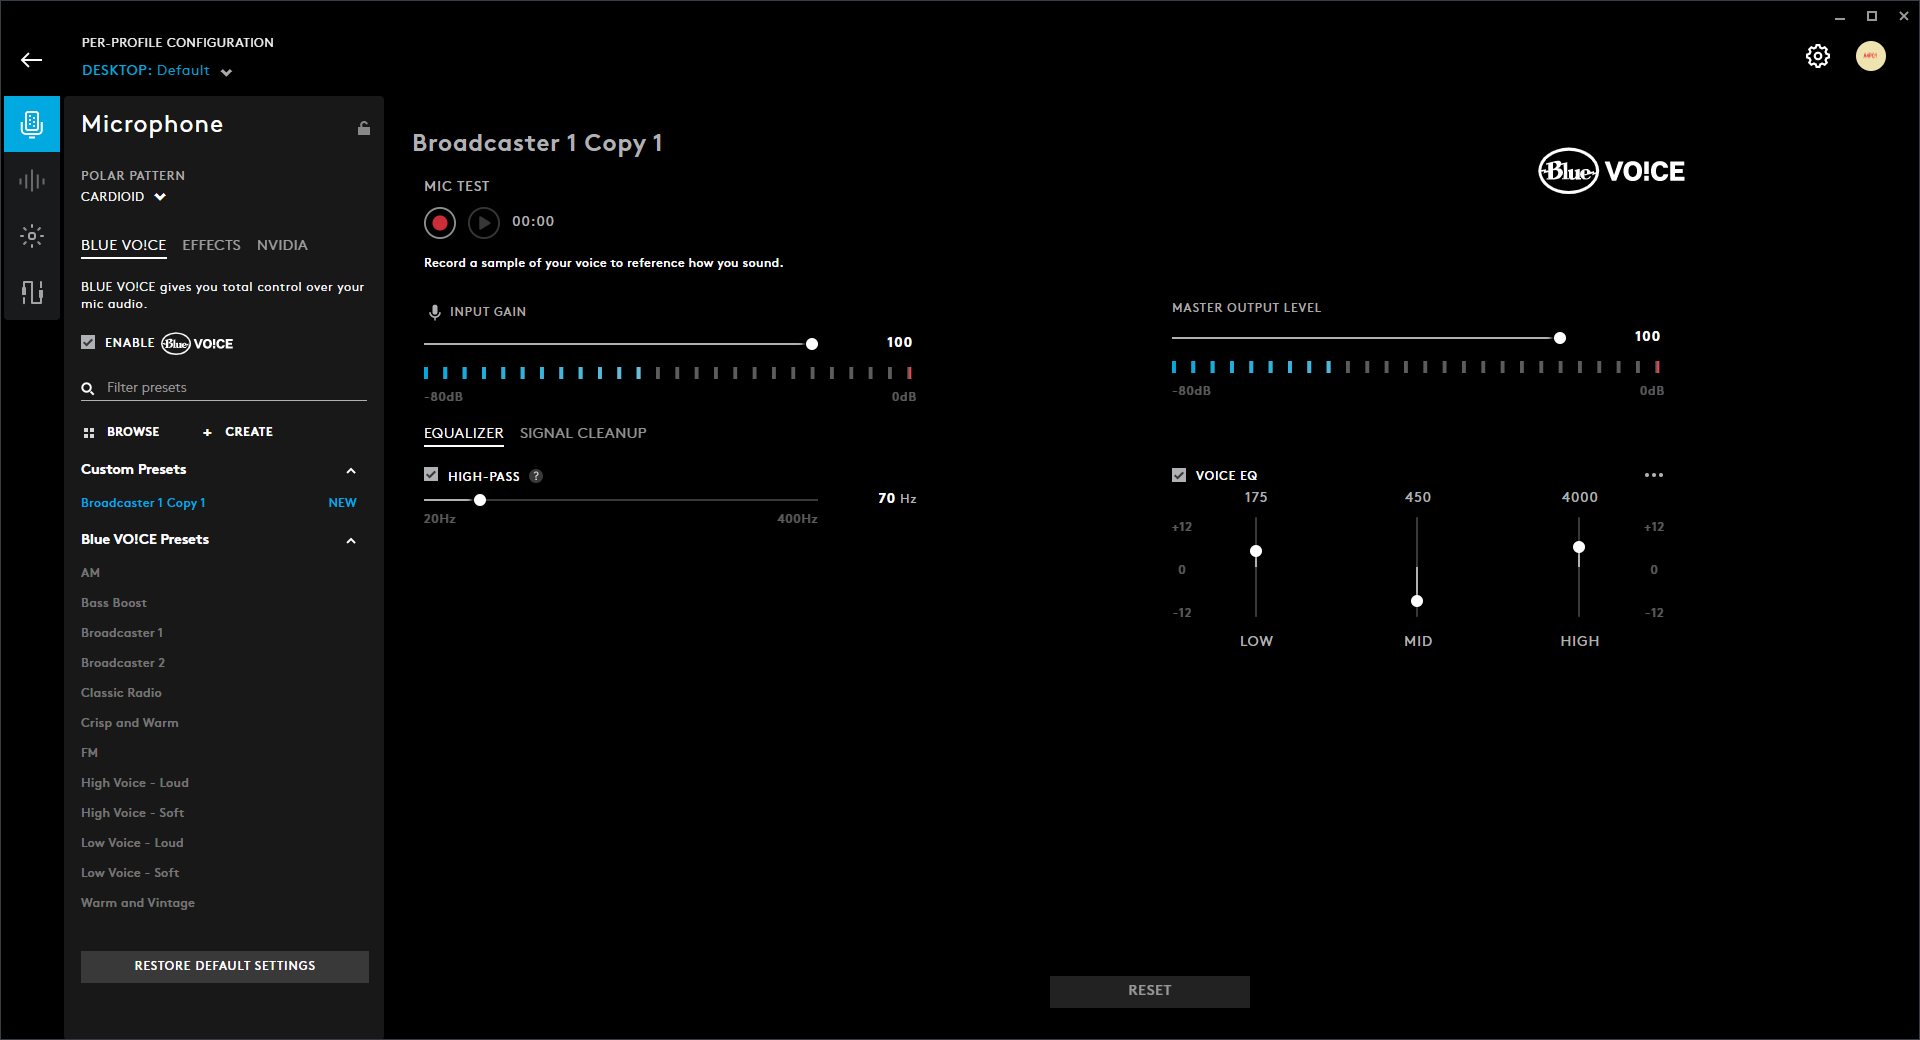 PER-PROFILE CONFIGURATION
DESKTOP: Default
Microphone
POLAR PATTERN
CARDIOID
BLUE VO!CE EFFECTS NVIDIA
BLUE VO!CE gives you total control over your
mic audio.
ENABLE Blue VO!CE
Filter presets
BROWSE + CREATE
Custom Presets
Broadcaster 1 Copy 1 NEW
Blue VO!CE Presets
AM
Bass Boost
Broadcaster 1
Broadcaster 2
Classic Radio
Crisp and Warm
FM
High Voice - Loud
High Voice - Soft
Low Voice - Loud
Low Voice - Soft
Warm and Vintage
RESTORE DEFAULT SETTINGS
Broadcaster 1 Copy 1
Blue VO!CE
MIC TEST
00:00
Record a sample of your voice to reference how you sound.
INPUT GAIN
100
-80dB 0dB
MASTER OUTPUT LEVEL
100
-80dB 0dB
EQUALIZER SIGNAL CLEANUP
HIGH-PASS ?
70 Hz
20Hz 400Hz
VOICE EQ
175 450 4000
+12 +12
0 0
-12 -12
LOW MID HIGH
RESET